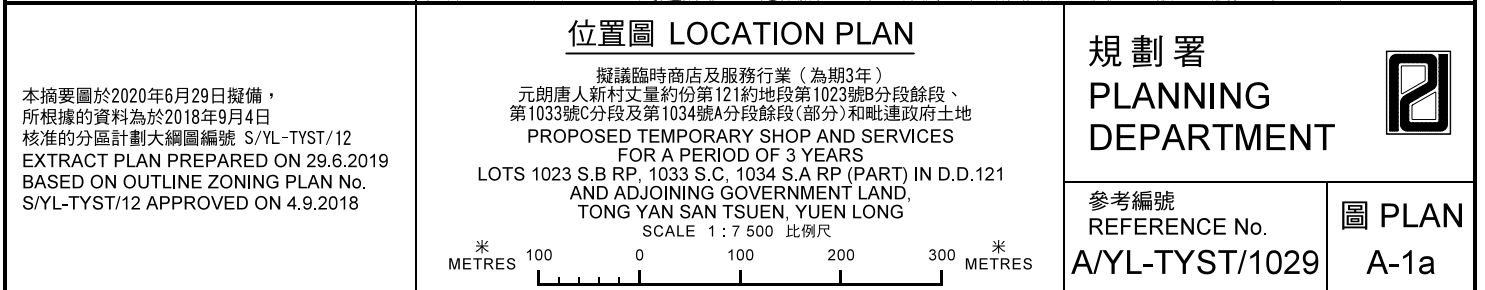 本摘要圖於2020年6月29日擬備，
所根據的資料為於2018年9月4日
核准的分區計劃大綱圖編號 S/YL-TYST/12
EXTRACT PLAN PREPARED ON 29.6.2019
BASED ON OUTLINE ZONING PLAN No.
S/YL-TYST/12 APPROVED ON 4.9.2018
位置圖 LOCATION PLAN
擬議臨時商店及服務行業（為期3年）
元朗唐人新村丈量約份第121約地段第1023號B分段餘段、
第1033號C分段及第1034號A分段餘段(部分)和毗連政府土地
PROPOSED TEMPORARY SHOP AND SERVICES
FOR A PERIOD OF 3 YEARS
LOTS 1023 S.B RP, 1033 S.C, 1034 S.A RP (PART) IN D.D.121
AND ADJOINING GOVERNMENT LAND,
TONG YAN SAN TSUEN, YUEN LONG
SCALE 1 : 7 500 比例尺
米 METRES 100 0 100 200 300 米 METRES
規劃署
PLANNING
DEPARTMENT
參考編號
REFERENCE No.
A/YL-TYST/1029
圖 PLAN
A-1a